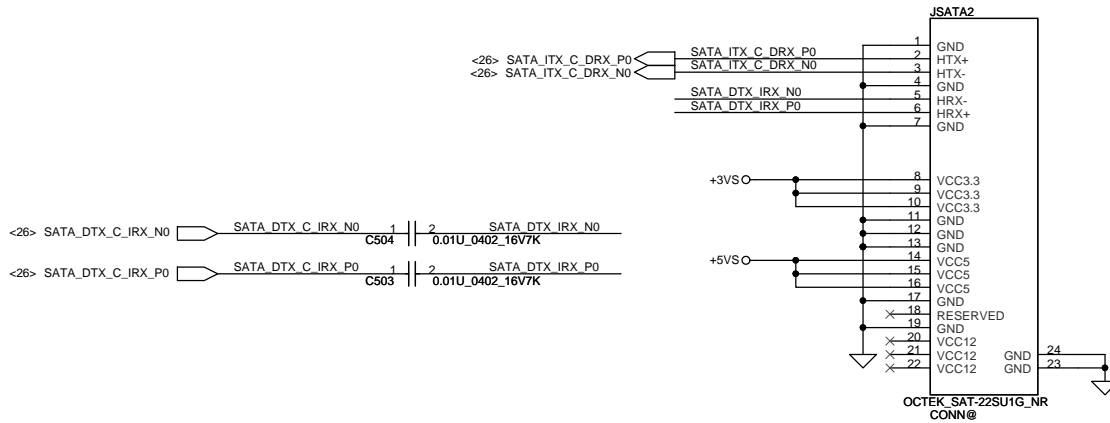 JSATA2
1 GND
<26> SATA_ITX_C_DRX_P0 SATA_ITX_C_DRX_P0 2 HTX+
<26> SATA_ITX_C_DRX_N0 SATA_ITX_C_DRX_N0 3 HTX-
4 GND
SATA_DTX_IRX_N0 5 HRX-
SATA_DTX_IRX_P0 6 HRX+
7 GND
+3VS 8 VCC3.3
9 VCC3.3
10 VCC3.3
11 GND
<26> SATA_DTX_C_IRX_N0 SATA_DTX_C_IRX_N0 1 2 SATA_DTX_IRX_N0
C504 0.01U_0402_16V7K
12 GND
13 GND
+5VS 14 VCC5
<26> SATA_DTX_C_IRX_P0 SATA_DTX_C_IRX_P0 1 2 SATA_DTX_IRX_P0
C503 0.01U_0402_16V7K
15 VCC5
16 VCC5
17 GND
18 RESERVED
19 GND
20 VCC12
21 VCC12 GND 24
22 VCC12 GND 23
OCTEK_SAT-22SU1G_NR
CONN@